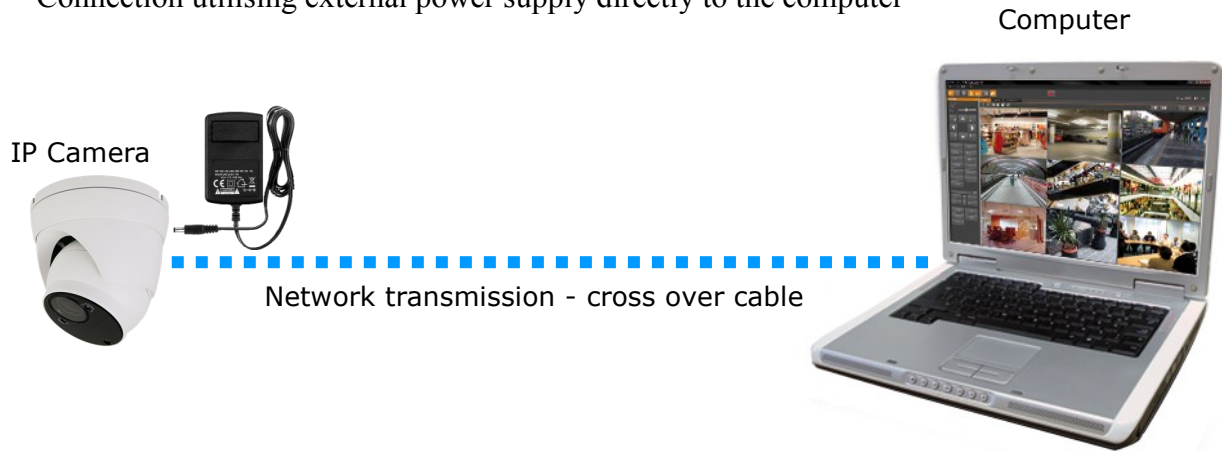 Connection utilising external power supply directly to the computer
Computer
IP Camera
Network transmission - cross over cable